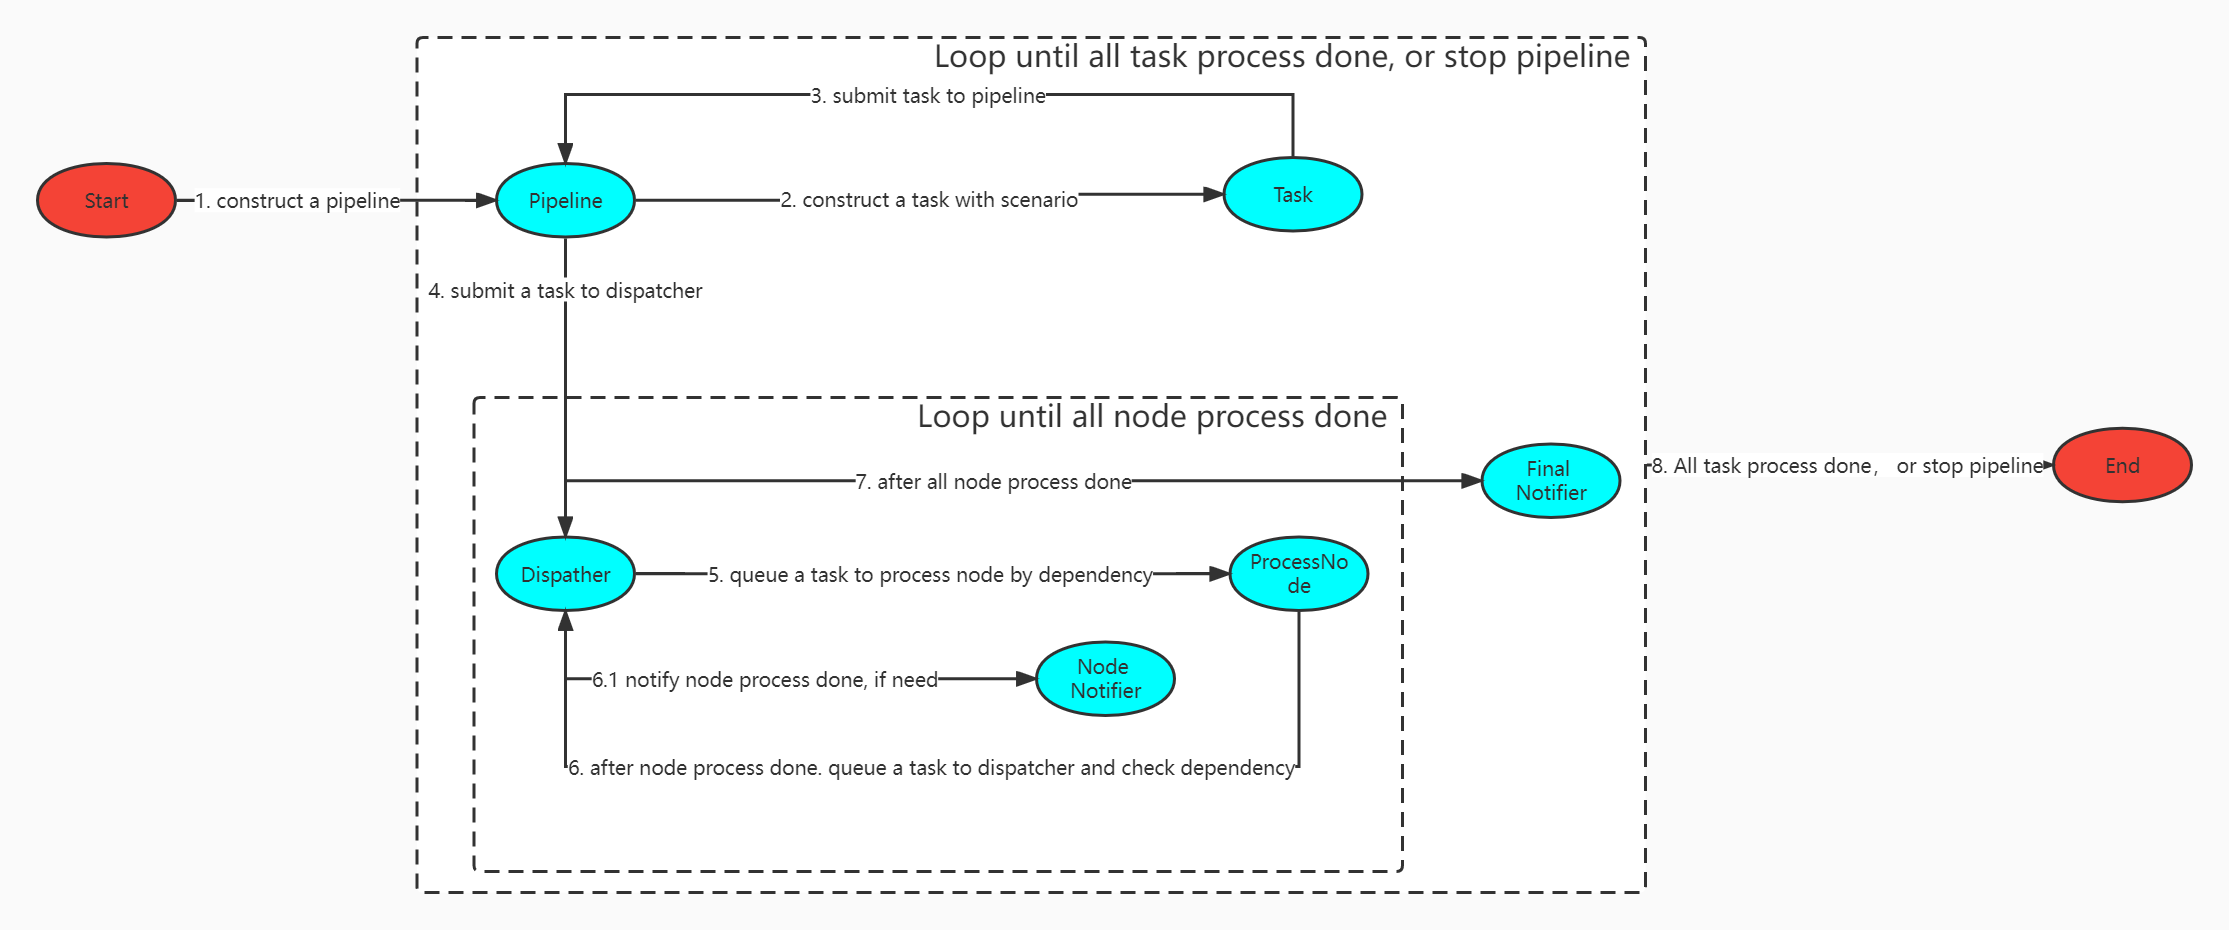 Loop until all task process done, or stop pipeline
3. submit task to pipeline
Start
1. construct a pipeline
Pipeline
2. construct a task with scenario
Task
4. submit a task to dispatcher
Loop until all node process done
7. after all node process done
Final
Notifier
8. All task process done， or stop pipeline
End
Dispather
5. queue a task to process node by dependency
ProcessNo
de
6.1 notify node process done, if need
Node
Notifier
6. after node process done. queue a task to dispatcher and check dependency